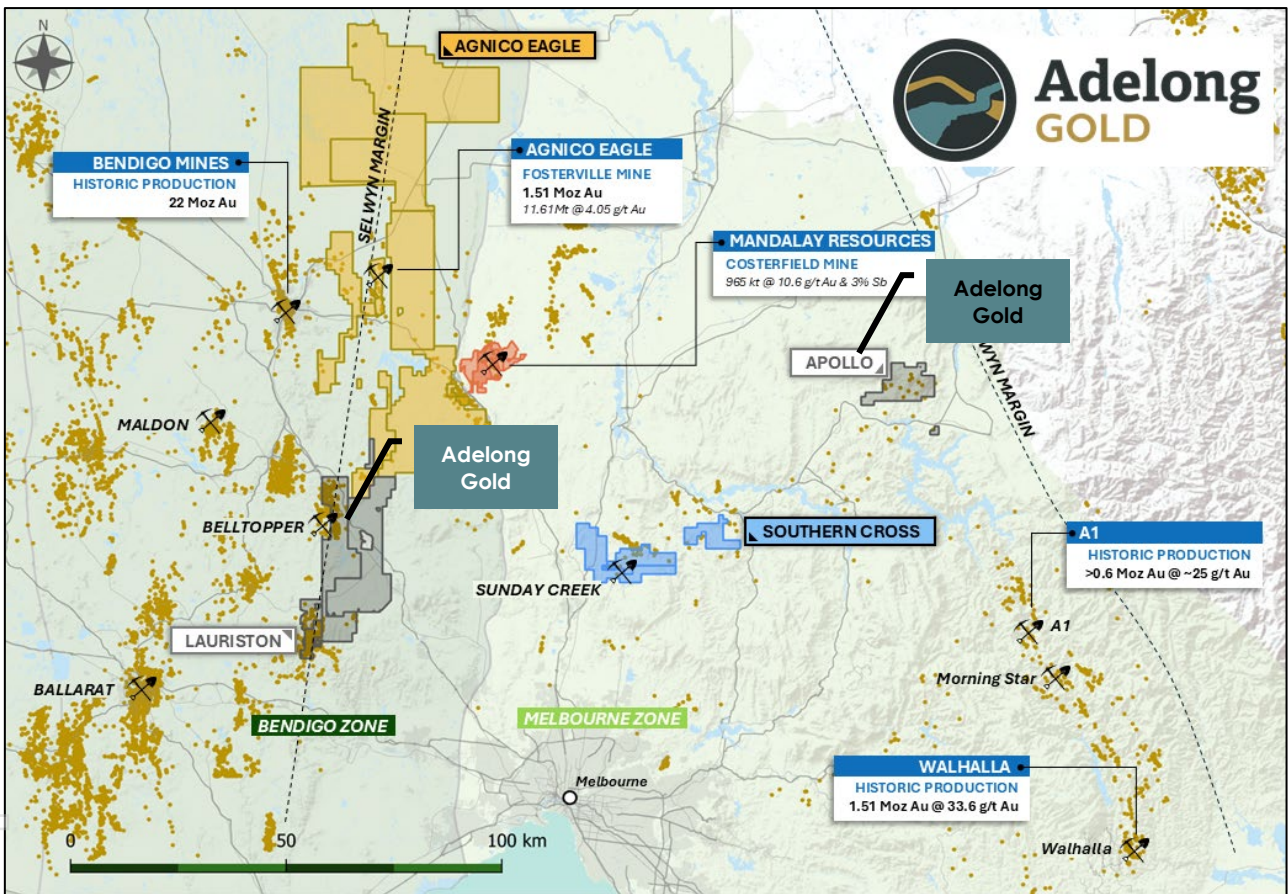 N
AGNICO EAGLE
Adelong
GOLD
SELWYN MARGIN
BENDIGO MINES
HISTORIC PRODUCTION
22 Moz Au
AGNICO EAGLE
FOSTERVILLE MINE
1.51 Moz Au
11.61Mt @ 4.05 g/t Au
MANDALAY RESOURCES
COSTERFIELD MINE
965 kt @ 10.6 g/t Au & 3% Sb
Adelong
Gold
APOLLO
WYN MARGIN
MALDON
Adelong
Gold
BELLTOPPER
SOUTHERN CROSS
A1
HISTORIC PRODUCTION
>0.6 Moz Au @ ~25 g/t Au
SUNDAY CREEK
LAURISTON
A1
Morning Star
BALLARAT
BENDIGO ZONE
MELBOURNE ZONE
Melbourne
WALHALLA
HISTORIC PRODUCTION
1.51 Moz Au @ 33.6 g/t Au
Walhalla
0
50
100 km